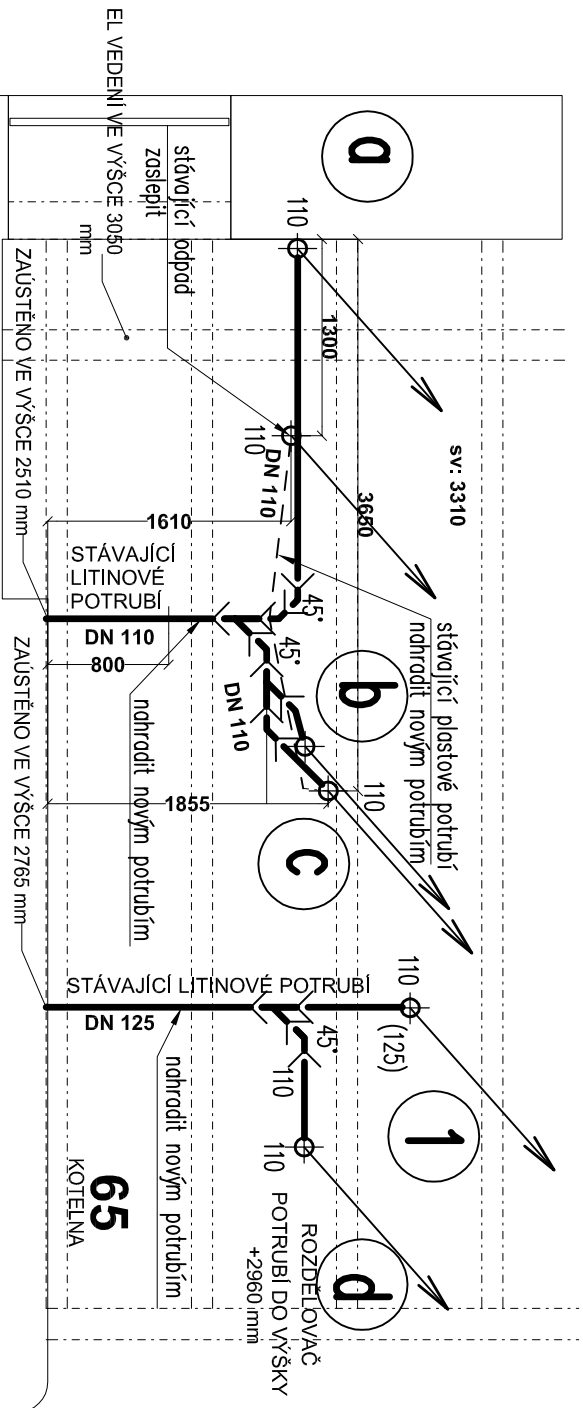 a
EL VEDENÍ VE VÝŠCE 3050
mm
stávající odpad
zaslepit
110
1300
sv: 3310
3650
110
DN 110
1610
ZAÚSTĚNO VE VÝŠCE 2510 mm
STÁVAJÍCÍ
LITINOVÉ
POTRUBÍ
DN 110
800
45°
45°
stávající plastové potrubí
nahradit novým potrubím
b
DN 110
110
1855
nahradit novým potrubím
c
ZAÚSTĚNO VE VÝŠCE 2765 mm
STÁVAJÍCÍ LITINOVÉ POTRUBÍ
DN 125
110
(125)
45°
110
1
110
nahradit novým potrubím
65
KOTELNA
d
ROZDĚLOVAČ
POTRUBÍ DO VÝŠKY
+2960 mm